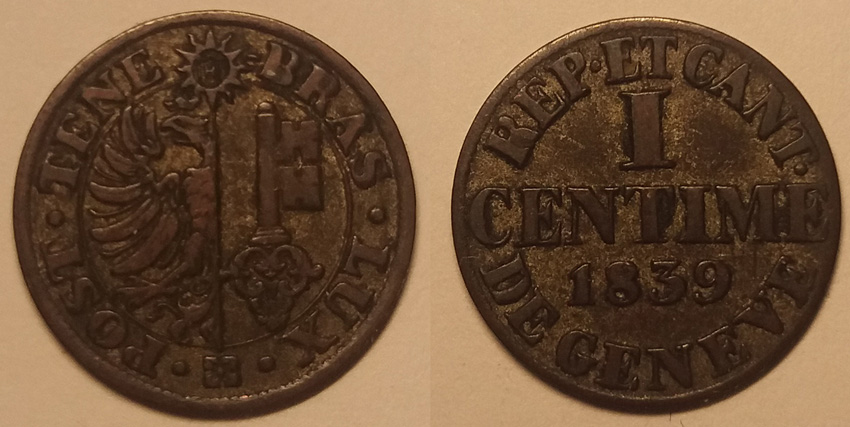 POST · TENEBRAS · LUX
REP · ET CANT.
I
CENTIME
1839
DE GENEVE